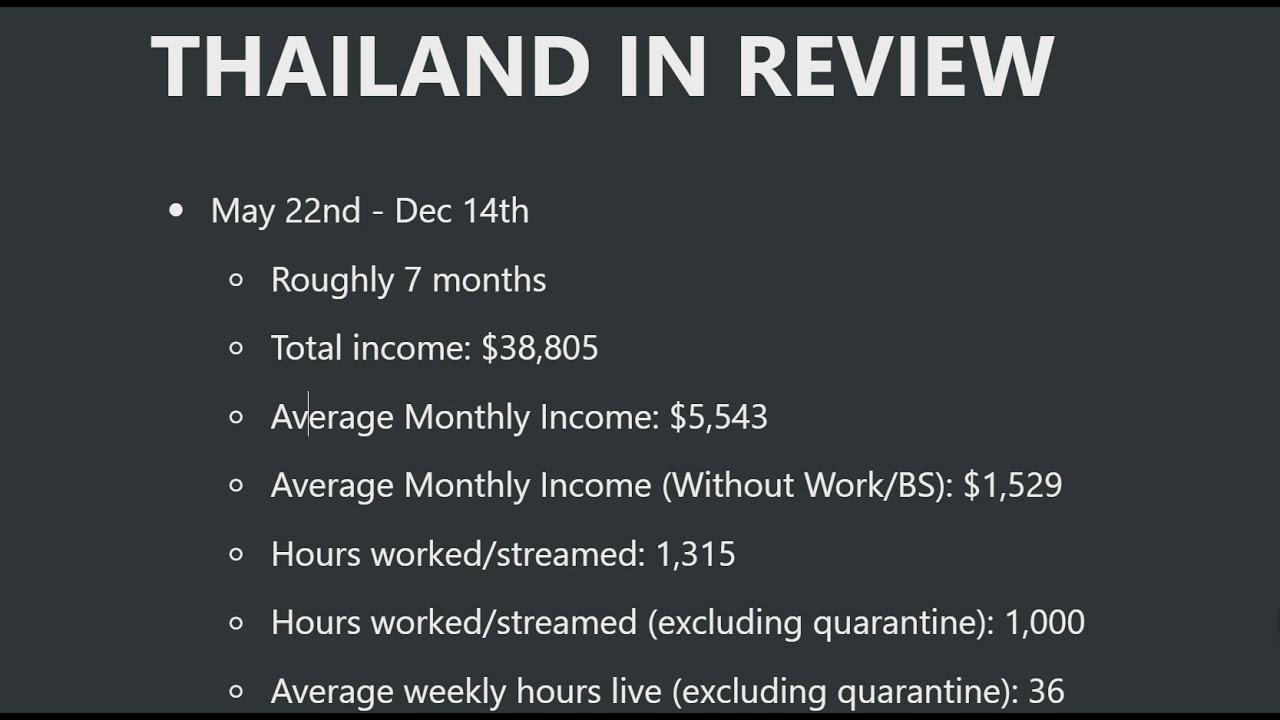 THAILAND IN REVIEW
• May 22nd - Dec 14th
◦ Roughly 7 months
◦ Total income: $38,805
◦ Average Monthly Income: $5,543
◦ Average Monthly Income (Without Work/BS): $1,529
◦ Hours worked/streamed: 1,315
◦ Hours worked/streamed (excluding quarantine): 1,000
◦ Average weekly hours live (excluding quarantine): 36